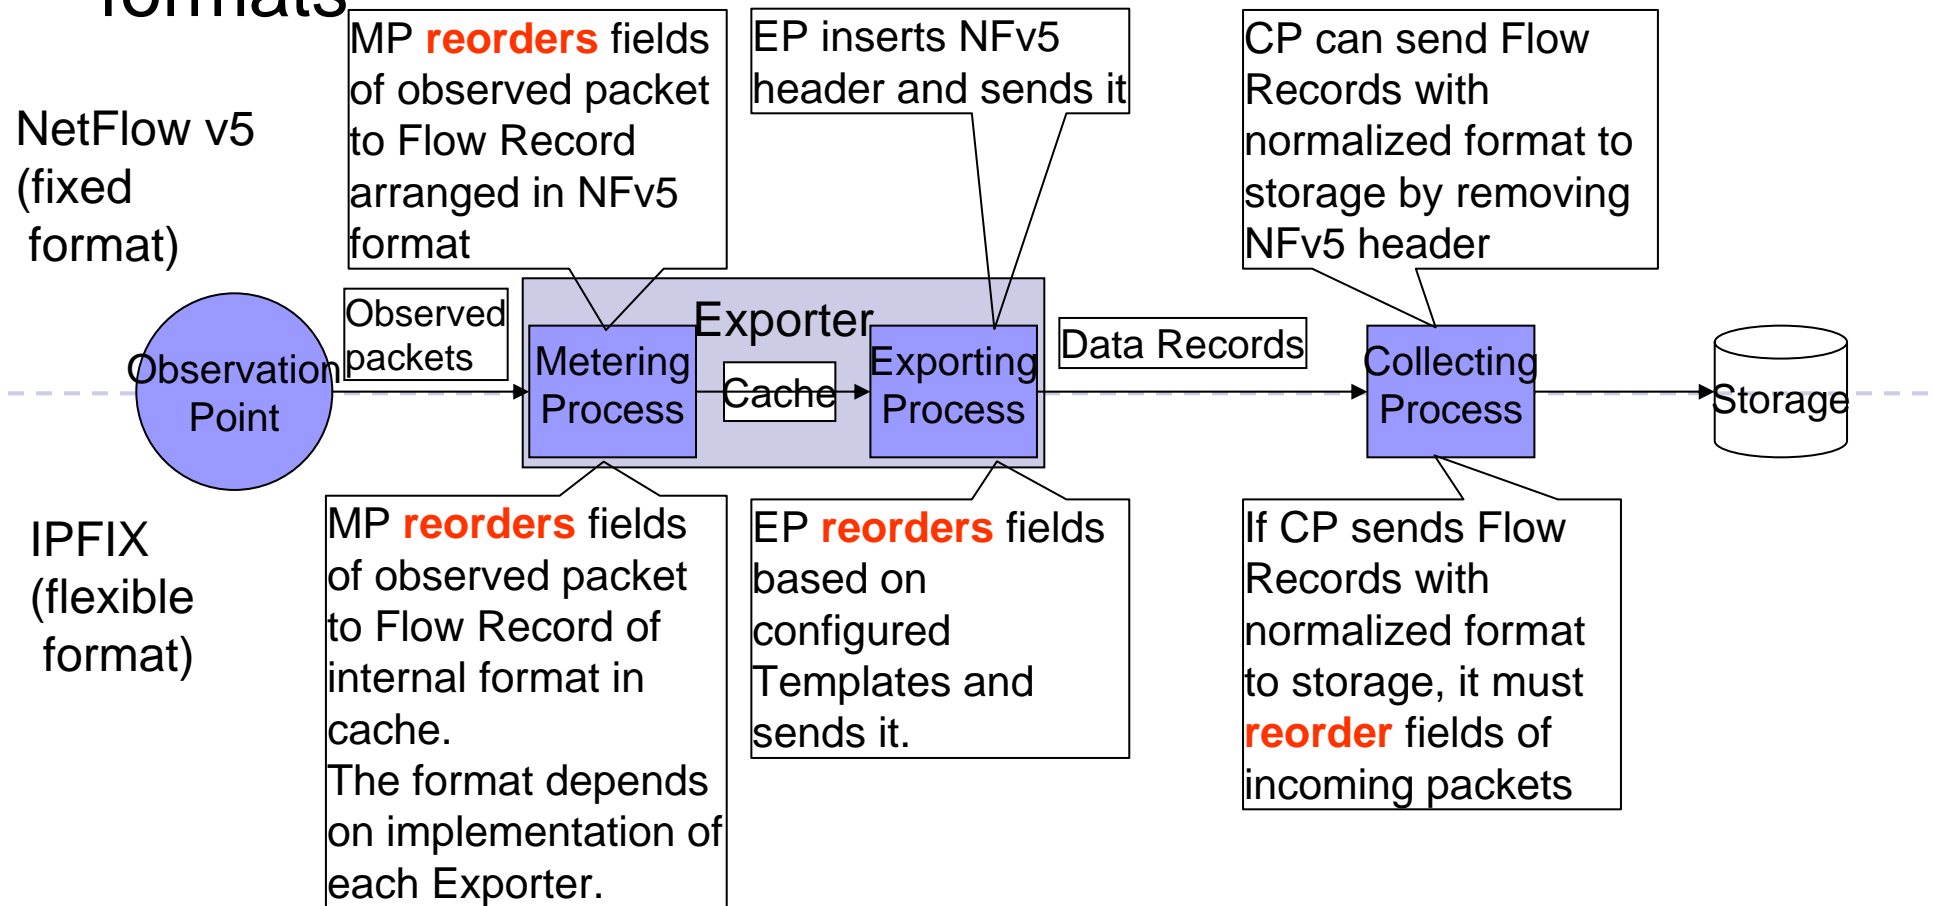 formats
MP reorders fields
of observed packet
to Flow Record
arranged in NFv5
format
EP inserts NFv5
header and sends it
CP can send Flow
Records with
normalized format to
storage by removing
NFv5 header
NetFlow v5
(fixed
format)
Observation
Point
Observed
packets
Exporter
Metering
Process
Cache
Exporting
Process
Data Records
Collecting
Process
Storage
IPFIX
(flexible
format)
MP reorders fields
of observed packet
to Flow Record of
internal format in
cache.
The format depends
on implementation of
each Exporter.
EP reorders fields
based on
configured
Templates and
sends it.
If CP sends Flow
Records with
normalized format
to storage, it must
reorder fields of
incoming packets